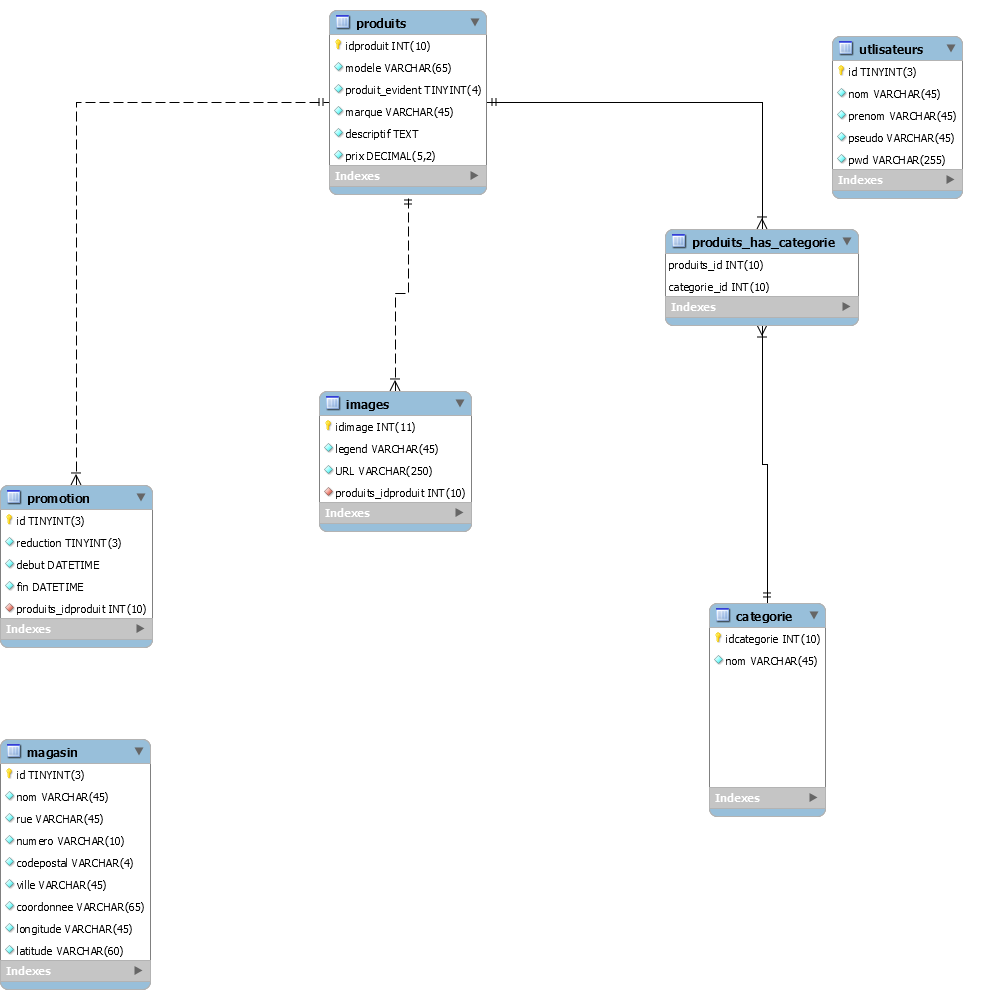 produits
idproduit INT(10)
modele VARCHAR(65)
produit_evident TINYINT(4)
marque VARCHAR(45)
descriptif TEXT
prix DECIMAL(5,2)
Indexes
utlisateurs
id TINYINT(3)
nom VARCHAR(45)
prenom VARCHAR(45)
pseudo VARCHAR(45)
pwd VARCHAR(255)
Indexes
produits_has_categorie
produits_id INT(10)
categorie_id INT(10)
Indexes
images
idimage INT(11)
legend VARCHAR(45)
URL VARCHAR(250)
produits_idproduit INT(10)
Indexes
promotion
id TINYINT(3)
reduction TINYINT(3)
debut DATETIME
fin DATETIME
produits_idproduit INT(10)
Indexes
categorie
idcategorie INT(10)
nom VARCHAR(45)
Indexes
magasin
id TINYINT(3)
nom VARCHAR(45)
rue VARCHAR(45)
numero VARCHAR(10)
codepostal VARCHAR(4)
ville VARCHAR(45)
coordonnee VARCHAR(65)
longitude VARCHAR(45)
latitude VARCHAR(60)
Indexes